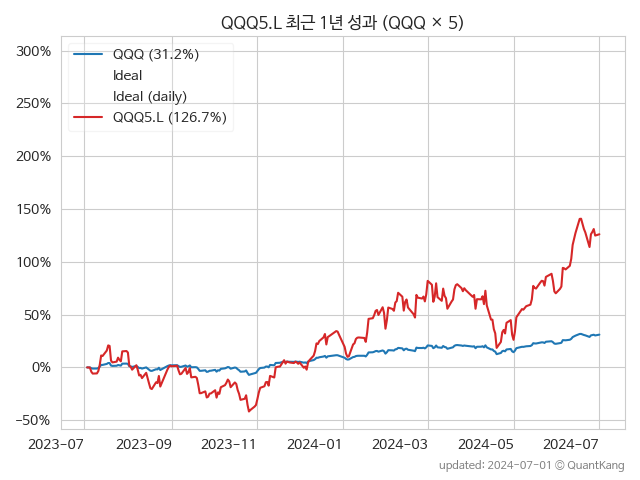 QQQ5.L 최근 1년 성과 (QQQ × 5)
300%
250%
200%
150%
100%
50%
0%
−50%
QQQ (31.2%)
Ideal
Ideal (daily)
QQQ5.L (126.7%)
2023-07
2023-09
2023-11
2024-01
2024-03
2024-05
2024-07
updated: 2024-07-01 © QuantKang